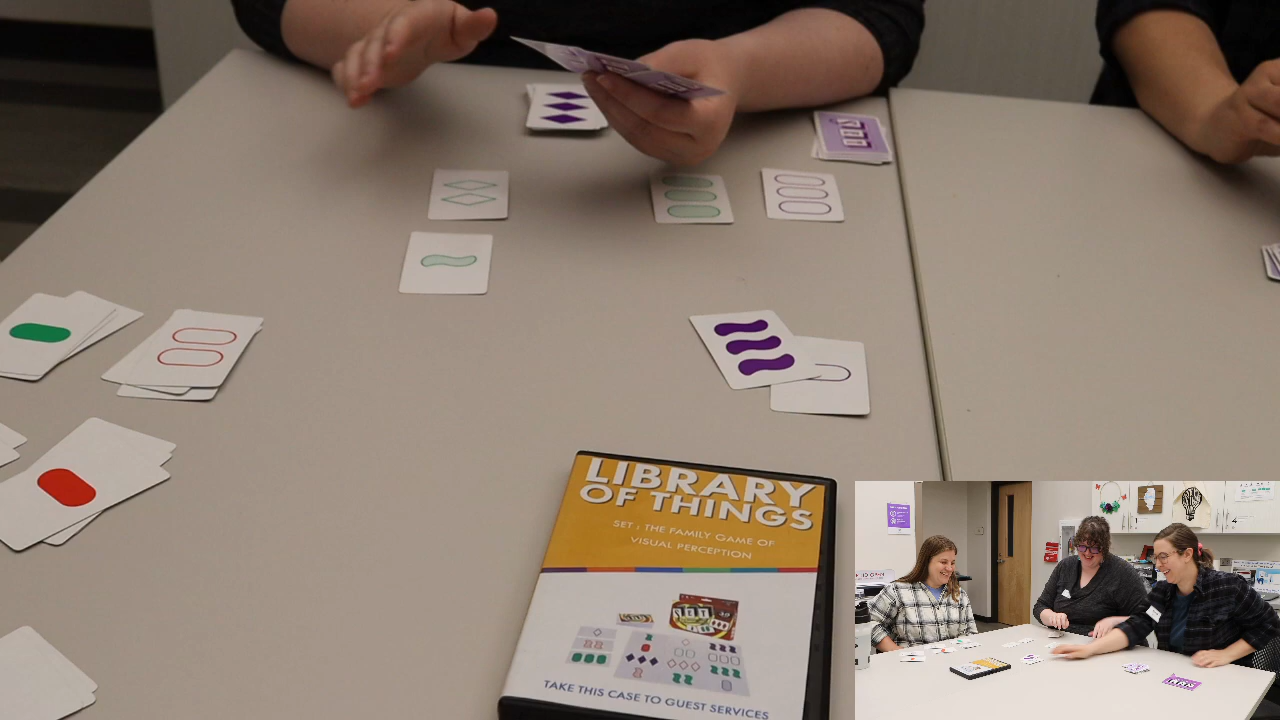 LIBRARY
OF THINGS
SET : THE FAMILY GAME OF
VISUAL PERCEPTION
TAKE THIS CASE TO GUEST SERVICES